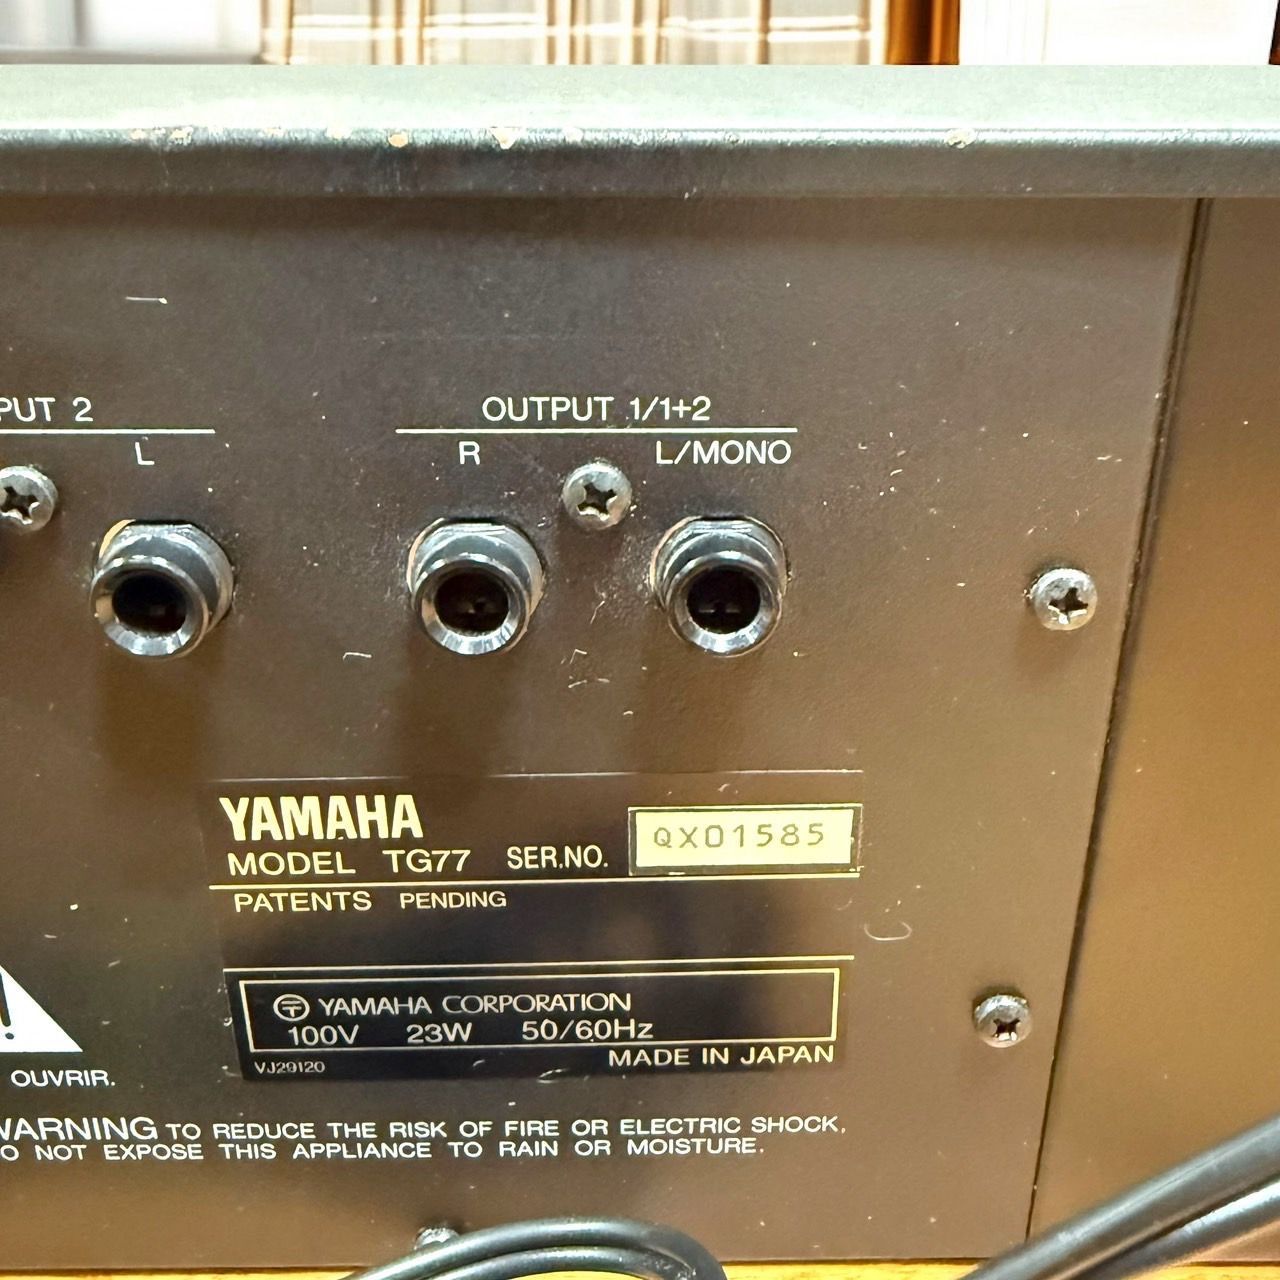 PUT 2
L
OUTPUT 1/1+2
R L/MONO
YAMAHA
MODEL TG77 SER.NO. QX01585
PATENTS PENDING
YAMAHA CORPORATION
100V 23W 50/60Hz
MADE IN JAPAN
VJ29120
!
OUVRIR.
WARNING TO REDUCE THE RISK OF FIRE OR ELECTRIC SHOCK,
O NOT EXPOSE THIS APPLIANCE TO RAIN OR MOISTURE.